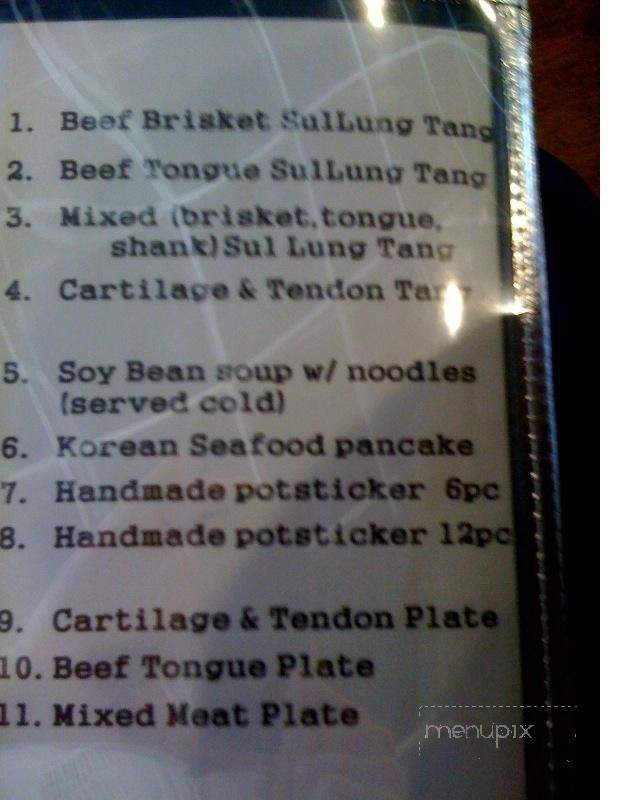 1. Beef Brisket SulLung Tang
2. Beef Tongue SulLung Tang
3. Mixed (brisket,tongue,
shank)Sul Lung Tang
4. Cartilage & Tendon Tang
5. Soy Bean soup w/ noodles
(served cold)
6. Korean Seafood pancake
7. Handmade potsticker 6pc
8. Handmade potsticker 12pc
9. Cartilage & Tendon Plate
10. Beef Tongue Plate
11. Mixed Meat Plate
menupix